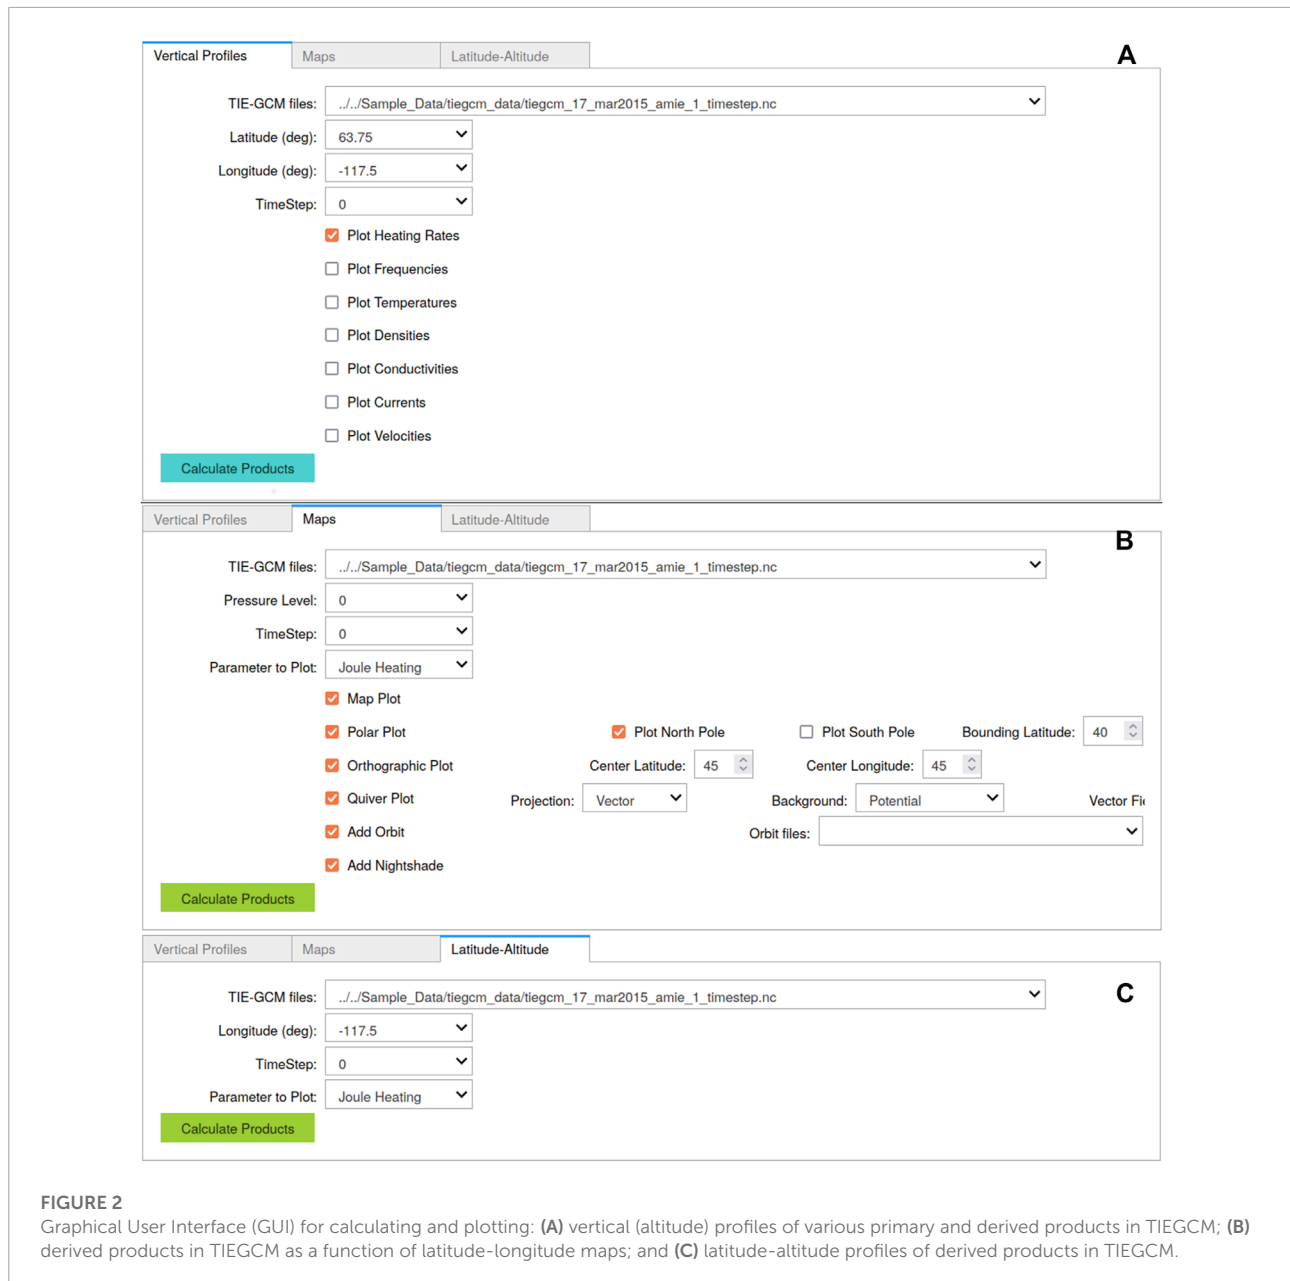 Vertical Profiles Maps Latitude-Altitude A
TIE-GCM files: ../../Sample_Data/tiegcm_data/tiegcm_17_mar2015_amie_1_timestep.nc
Latitude (deg): 63.75
Longitude (deg): -117.5
TimeStep: 0
Plot Heating Rates
Plot Frequencies
Plot Temperatures
Plot Densities
Plot Conductivities
Plot Currents
Plot Velocities
Calculate Products
Vertical Profiles Maps Latitude-Altitude
B
TIE-GCM files: ../../Sample_Data/tiegcm_data/tiegcm_17_mar2015_amie_1_timestep.nc
Pressure Level: 0
TimeStep: 0
Parameter to Plot: Joule Heating
Map Plot
Polar Plot Plot North Pole Plot South Pole Bounding Latitude: 40
Orthographic Plot Center Latitude: 45 Center Longitude: 45
Quiver Plot Projection: Vector Background: Potential Vector Fi
Add Orbit Orbit files:
Add Nightshade
Calculate Products
Vertical Profiles Maps Latitude-Altitude
TIE-GCM files: ../../Sample_Data/tiegcm_data/tiegcm_17_mar2015_amie_1_timestep.nc C
Longitude (deg): -117.5
TimeStep: 0
Parameter to Plot: Joule Heating
Calculate Products
FIGURE 2
Graphical User Interface (GUI) for calculating and plotting: (A) vertical (altitude) profiles of various primary and derived products in TIEGCM; (B)
derived products in TIEGCM as a function of latitude-longitude maps; and (C) latitude-altitude profiles of derived products in TIEGCM.